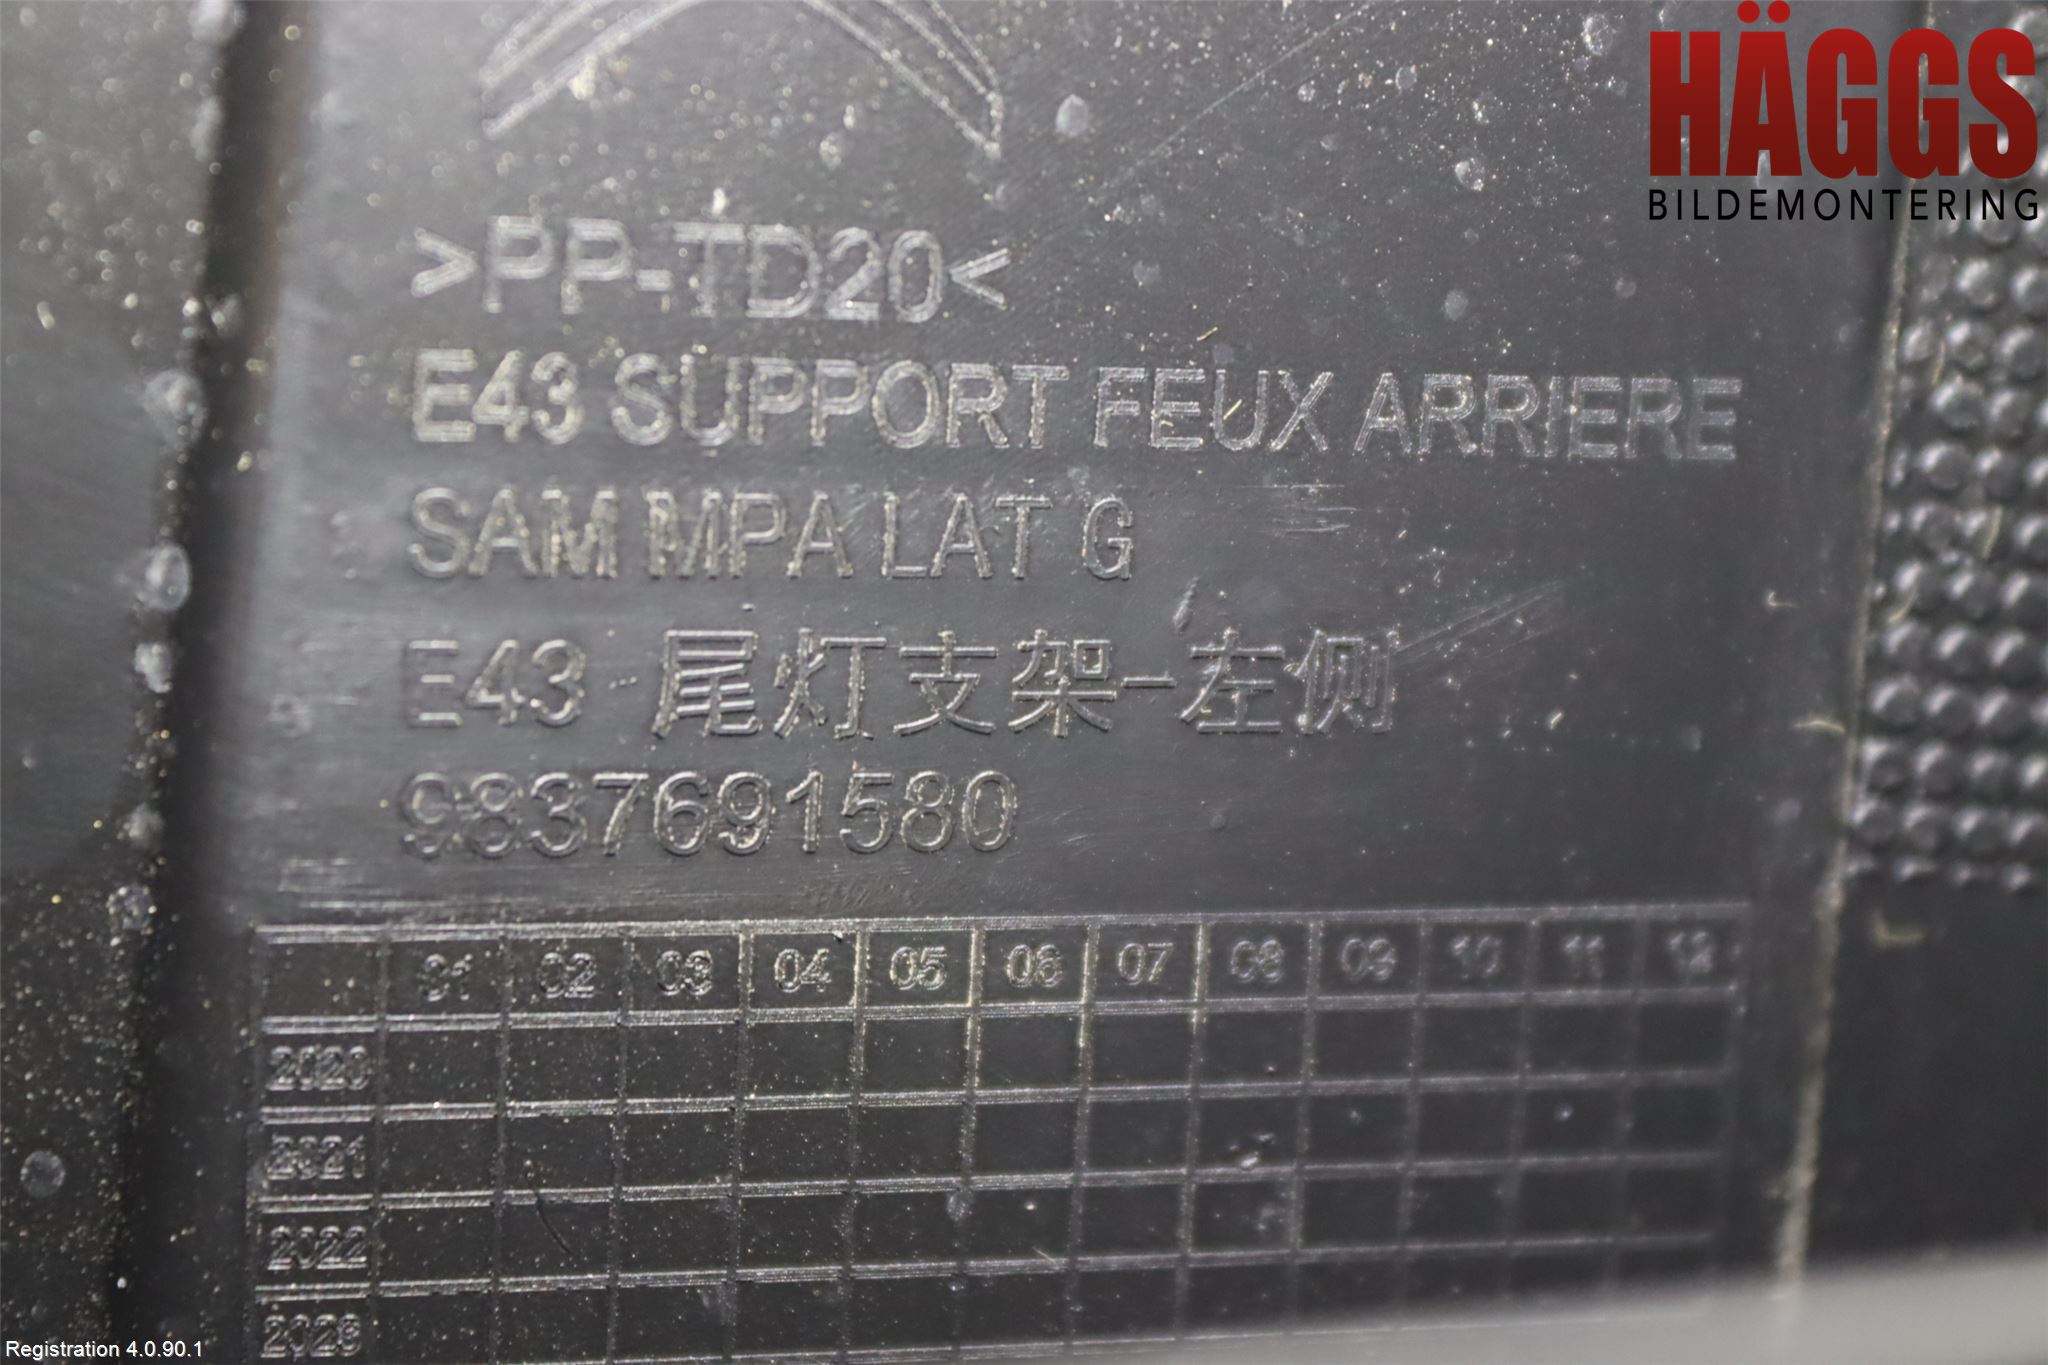 HÄGGS
BILDEMONTERING
>PP-TD20<
E43 SUPPORT FEUX ARRIERE
SAM MPA LAT G
E43 尾灯支架-左侧
9837691580
01 02 03 04 05 06 07 08 09 10 11 12
2020
2021
2022
2023
Registration 4.0.90.1